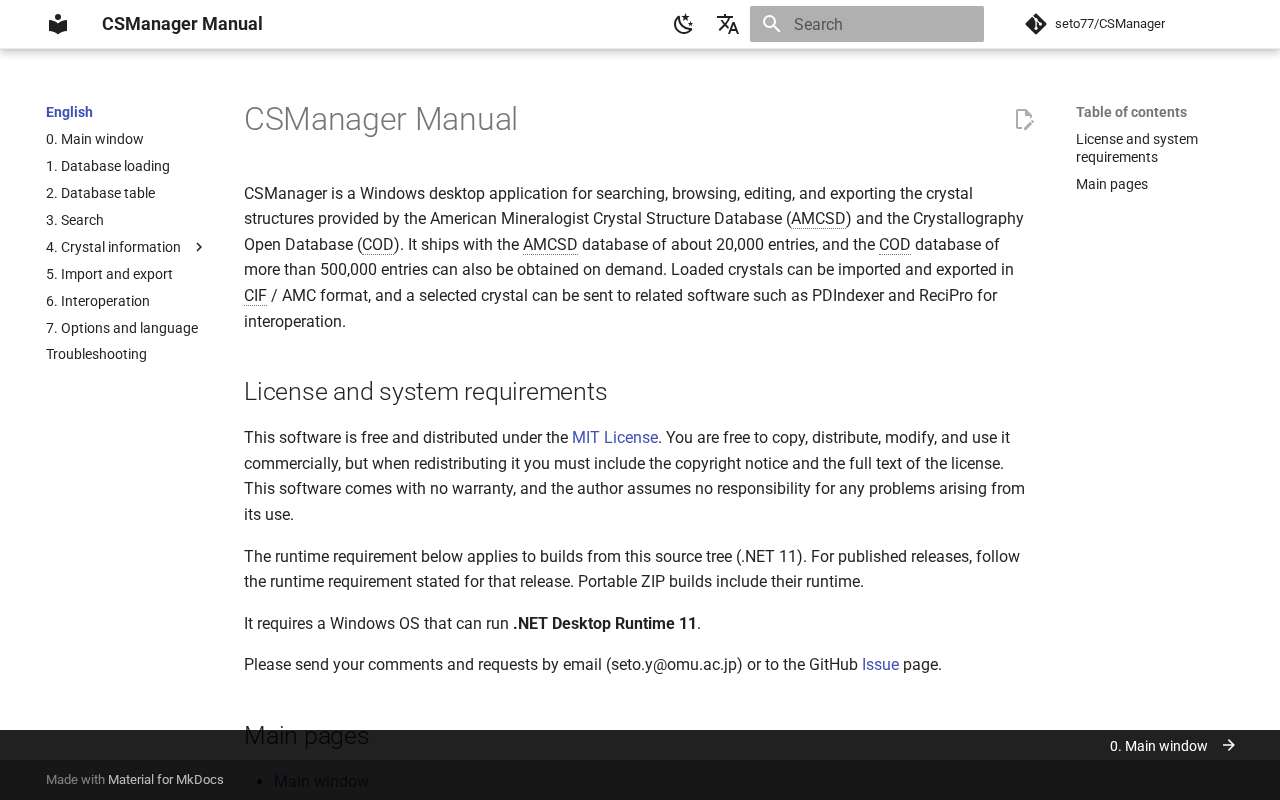 CSManager Manual
Search
seto77/CSManager
English
0. Main window
1. Database loading
2. Database table
3. Search
4. Crystal information
5. Import and export
6. Interoperation
7. Options and language
Troubleshooting
CSManager Manual
CSManager is a Windows desktop application for searching, browsing, editing, and exporting the crystal
structures provided by the American Mineralogist Crystal Structure Database (AMCSD) and the Crystallography
Open Database (COD). It ships with the AMCSD database of about 20,000 entries, and the COD database of
more than 500,000 entries can also be obtained on demand. Loaded crystals can be imported and exported in
CIF / AMC format, and a selected crystal can be sent to related software such as PDIndexer and ReciPro for
interoperation.
License and system requirements
This software is free and distributed under the MIT License. You are free to copy, distribute, modify, and use it
commercially, but when redistributing it you must include the copyright notice and the full text of the license.
This software comes with no warranty, and the author assumes no responsibility for any problems arising from
its use.
The runtime requirement below applies to builds from this source tree (.NET 11). For published releases, follow
the runtime requirement stated for that release. Portable ZIP builds include their runtime.
It requires a Windows OS that can run .NET Desktop Runtime 11.
Please send your comments and requests by email (seto.y@omu.ac.jp) or to the GitHub Issue page.
Main pages
Main window
Table of contents
License and system
requirements
Main pages
0. Main window
Made with Material for MkDocs